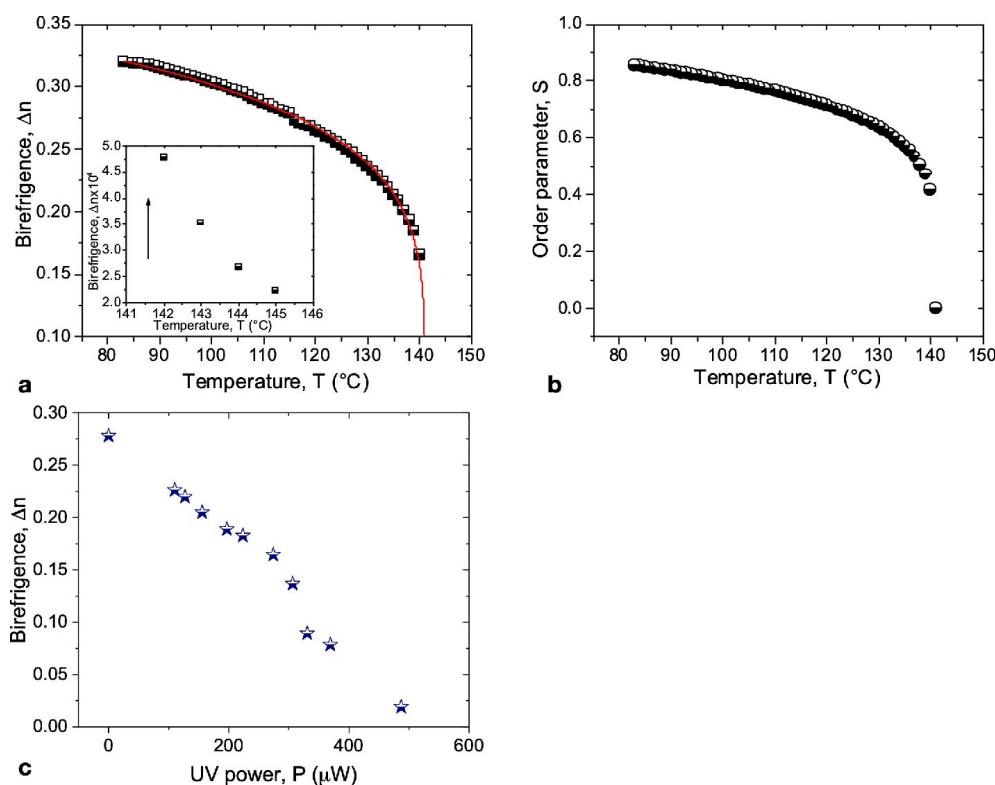 0.35
0.30
0.25
0.20
0.15
0.10
Birefrigence, Δn
80 90 100 110 120 130 140 150
Temperature, T (°C)
a
5.0
4.5
4.0
3.5
3.0
2.5
2.0
Birefrigence, Δn×10⁴
141 142 143 144 145 146
Temperature, T (°C)
1.0
0.8
0.6
0.4
0.2
0.0
Order parameter, S
80 90 100 110 120 130 140 150
Temperature, T (°C)
b
0.30
0.25
0.20
0.15
0.10
0.05
0.00
Birefrigence, Δn
0 200 400 600
UV power, P (μW)
c